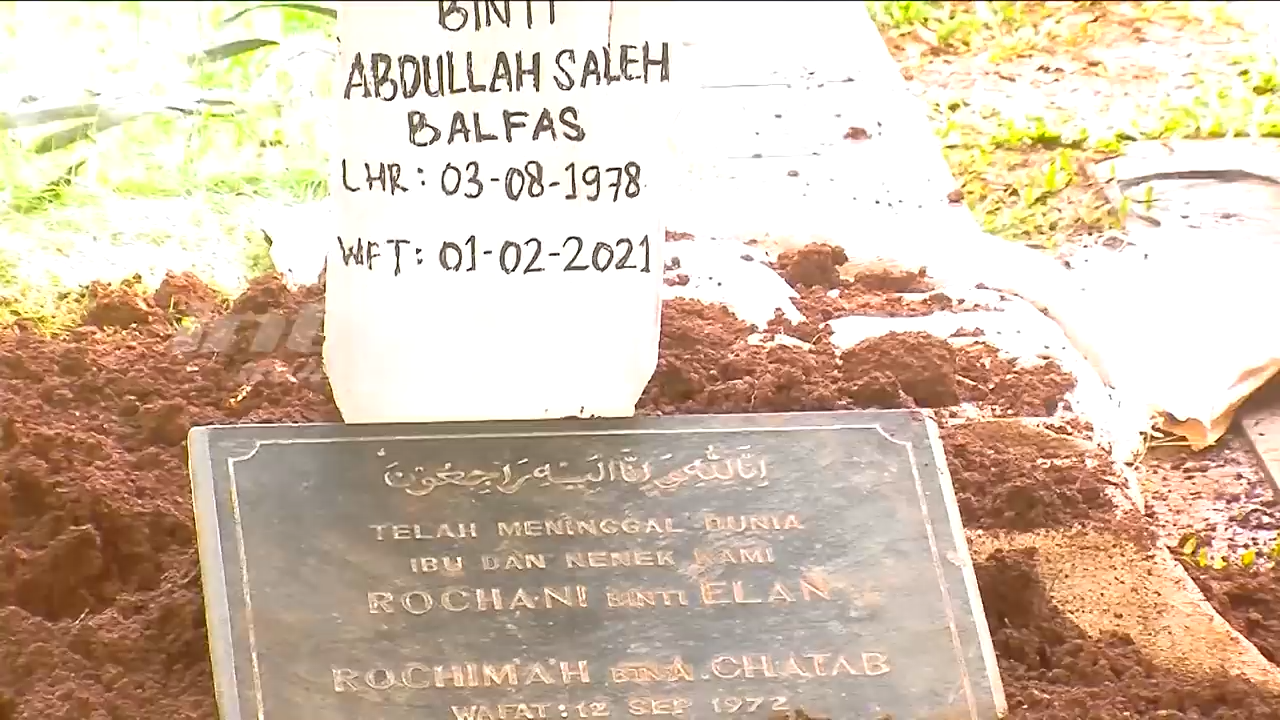 BINTI
ABDULLAH SALEH
BALFAS
LHR: 03-08-1978
WFT: 01-02-2021
إنا لله وإنا إليه راجعون
TELAH MENINGGAL DUNIA
IBU DAN NENEK KAMI
ROCHANI BINTI ELAN
ROCHIMAH BINA CHATAB
WAFAT: 12 SEP 1972